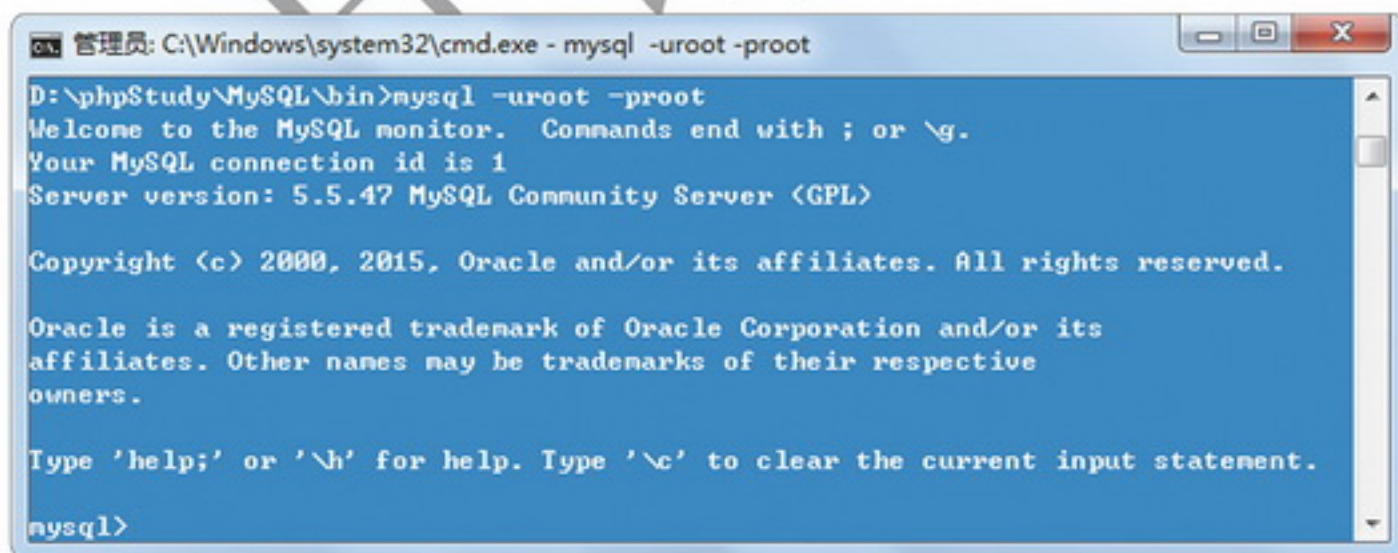 管理员: C:\Windows\system32\cmd.exe - mysql -uroot -proot
D:\phpStudy\MySQL\bin>mysql -uroot -proot
Welcome to the MySQL monitor.  Commands end with ; or \g.
Your MySQL connection id is 1
Server version: 5.5.47 MySQL Community Server (GPL)
Copyright (c) 2000, 2015, Oracle and/or its affiliates. All rights reserved.
Oracle is a registered trademark of Oracle Corporation and/or its
affiliates. Other names may be trademarks of their respective
owners.
Type 'help;' or '\h' for help. Type '\c' to clear the current input statement.
mysql>